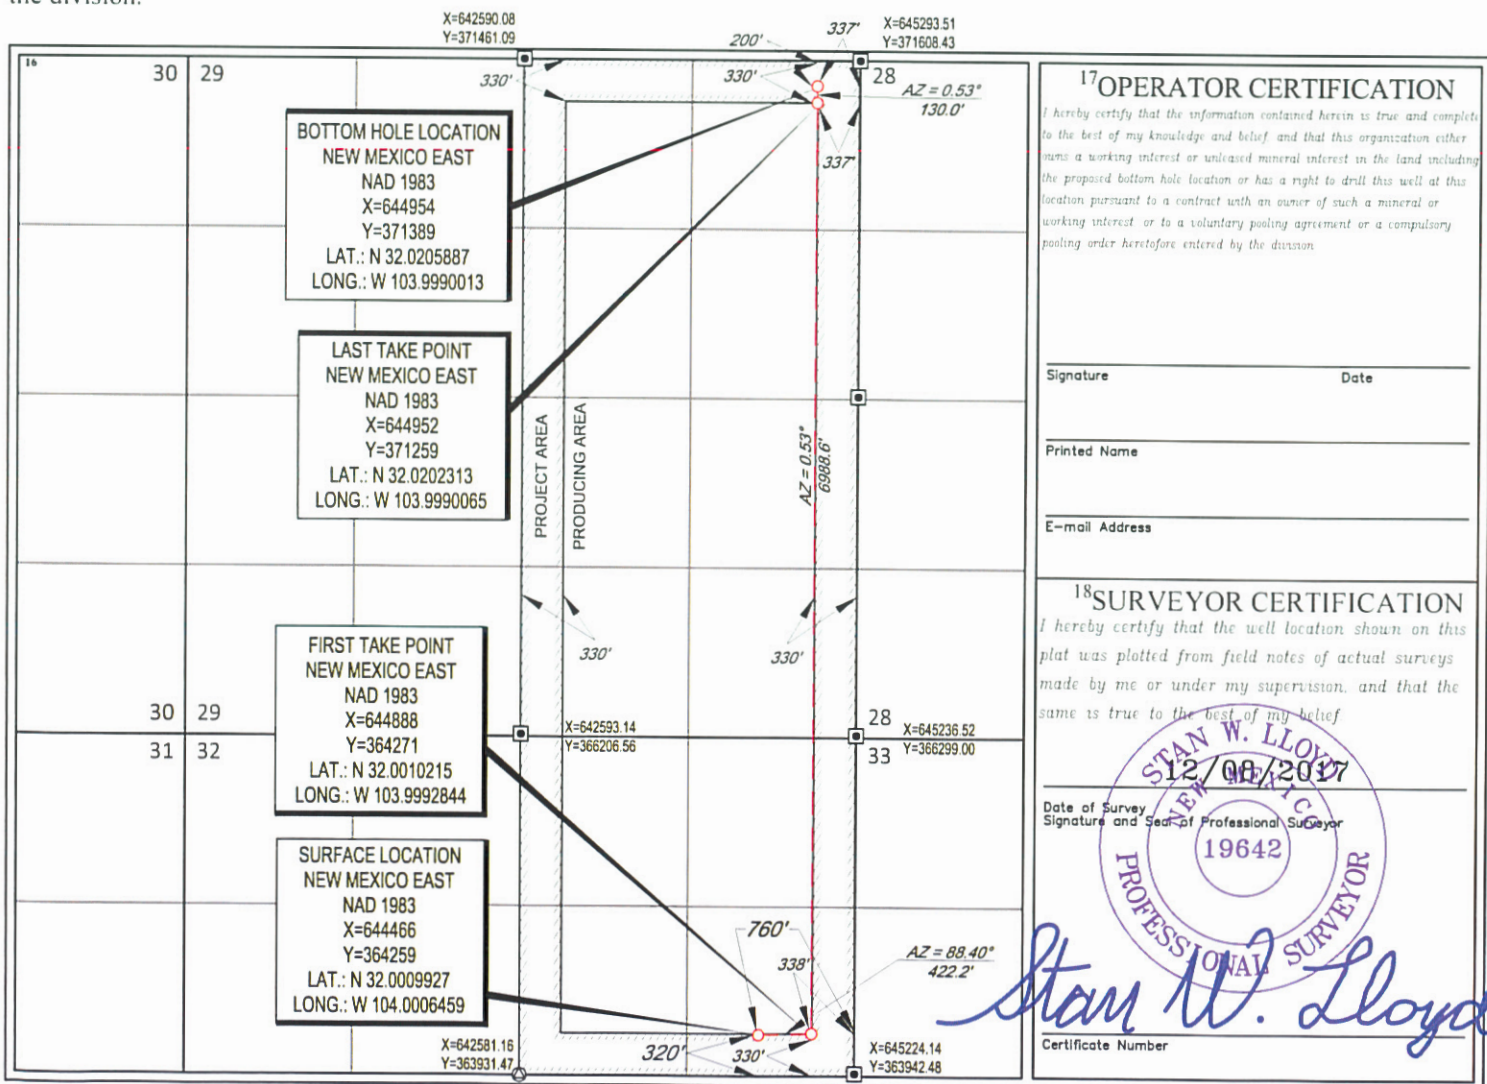 the division.
X=642590.08
Y=371461.09
X=645293.51
Y=371608.43
337'
200'
330'
330'
16
30 29
28
AZ = 0.53°
130.0'
337'
BOTTOM HOLE LOCATION
NEW MEXICO EAST
NAD 1983
X=644954
Y=371389
LAT.: N 32.0205887
LONG.: W 103.9990013
LAST TAKE POINT
NEW MEXICO EAST
NAD 1983
X=644952
Y=371259
LAT.: N 32.0202313
LONG.: W 103.9990065
PROJECT AREA
PRODUCING AREA
AZ = 0.53°
6988.6'
330'
330'
FIRST TAKE POINT
NEW MEXICO EAST
NAD 1983
X=644888
Y=364271
LAT.: N 32.0010215
LONG.: W 103.9992844
30 29
31 32
X=642593.14
Y=366206.56
28
33
X=645236.52
Y=366299.00
SURFACE LOCATION
NEW MEXICO EAST
NAD 1983
X=644466
Y=364259
LAT.: N 32.0009927
LONG.: W 104.0006459
760'
338'
AZ = 88.40°
422.2'
320'
330'
X=642581.16
Y=363931.47
X=645224.14
Y=363942.48
17 OPERATOR CERTIFICATION
I hereby certify that the information contained herein is true and complete
to the best of my knowledge and belief, and that this organization either
owns a working interest or unleased mineral interest in the land including
the proposed bottom hole location or has a right to drill this well at this
location pursuant to a contract with an owner of such a mineral or
working interest or to a voluntary pooling agreement or a compulsory
pooling order heretofore entered by the division
Signature Date
Printed Name
E-mail Address
18 SURVEYOR CERTIFICATION
I hereby certify that the well location shown on this
plat was plotted from field notes of actual surveys
made by me or under my supervision, and that the
same is true to the best of my belief
12/08/2017
Date of Survey
Signature and Seal of Professional Surveyor
STAN W. LLOYD
NEW MEXICO
19642
PROFESSIONAL SURVEYOR
Stan W. Lloyd
Certificate Number